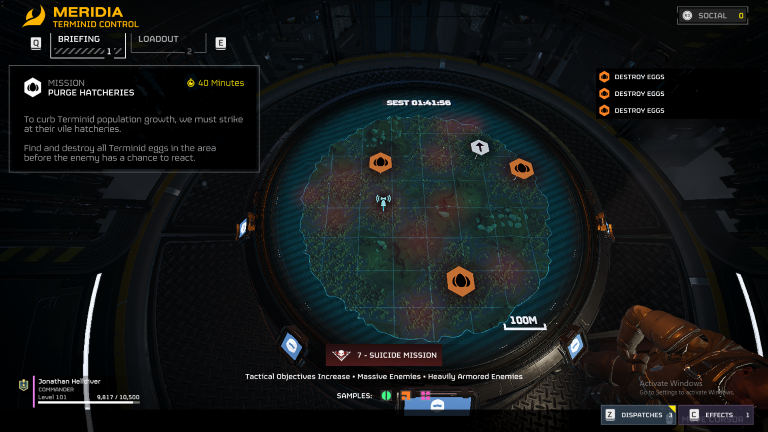 MERIDIA
TERMINID CONTROL
SOCIAL 0
Q
BRIEFING
1
LOADOUT
2
E
MISSION
PURGE HATCHERIES
40 Minutes
To curb Terminid population growth, we must strike
at their vile hatcheries.
Find and destroy all Terminid eggs in the area
before the enemy has a chance to react.
DESTROY EGGS
DESTROY EGGS
DESTROY EGGS
SEST 01:41:56
100M
7 - SUICIDE MISSION
Tactical Objectives Increase • Massive Enemies • Heavily Armored Enemies
SAMPLES:
Jonathan Helldiver
COMMANDER
Level 101
9,817 / 10,500
Activate Windows
Go to Settings to activate Windows.
Z DISPATCHES 3
C EFFECTS 1
MOVE CURSOR